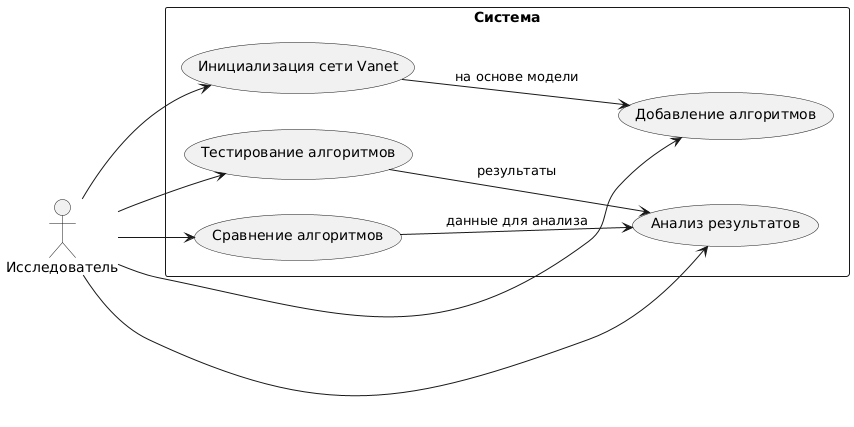 Система
Инициализация сети Vanet
на основе модели
Добавление алгоритмов
Тестирование алгоритмов
результаты
Сравнение алгоритмов
данные для анализа
Анализ результатов
Исследователь